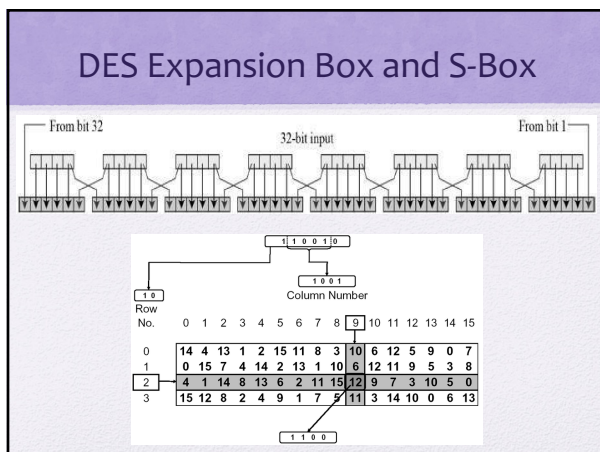 DES Expansion Box and S-Box
From bit 32 32-bit input From bit 1
1 1 0 0 1 0
1 0 0 1
1 0 Column Number
Row
No. 0 1 2 3 4 5 6 7 8 9 10 11 12 13 14 15
0 14 4 13 1 2 15 11 8 3 10 6 12 5 9 0 7
1 0 15 7 4 14 2 13 1 10 6 12 11 9 5 3 8
2 4 1 14 8 13 6 2 11 15 12 9 7 3 10 5 0
3 15 12 8 2 4 9 1 7 5 11 3 14 10 0 6 13
1 1 0 0